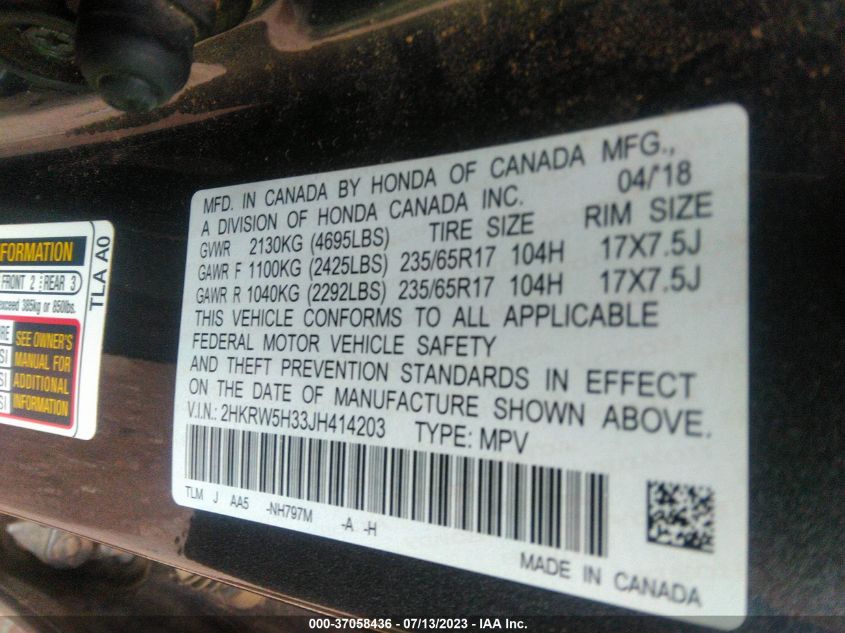 MFD. IN CANADA BY HONDA OF CANADA MFG.,
A DIVISION OF HONDA CANADA INC. 04/'18
GVWR 2130KG (4695LBS) TIRE SIZE RIM SIZE
GAWR F 1100KG (2425LBS) 235/65R17 104H 17X7.5J
GAWR R 1040KG (2292LBS) 235/65R17 104H 17X7.5J
THIS VEHICLE CONFORMS TO ALL APPLICABLE
FEDERAL MOTOR VEHICLE SAFETY
AND THEFT PREVENTION STANDARDS IN EFFECT
ON THE DATE OF MANUFACTURE SHOWN ABOVE.
V.I.N.: 2HKRW5H33JH414203 TYPE: MPV
TLM J AA5 -NH797M -A -H
MADE IN CANADA
FRONT 2 REAR 3
exceed 385kg or 850lbs.
SEE OWNER'S
MANUAL FOR
ADDITIONAL
INFORMATION
TLA A0
000-37058436 - 07/13/2023 - IAA Inc.